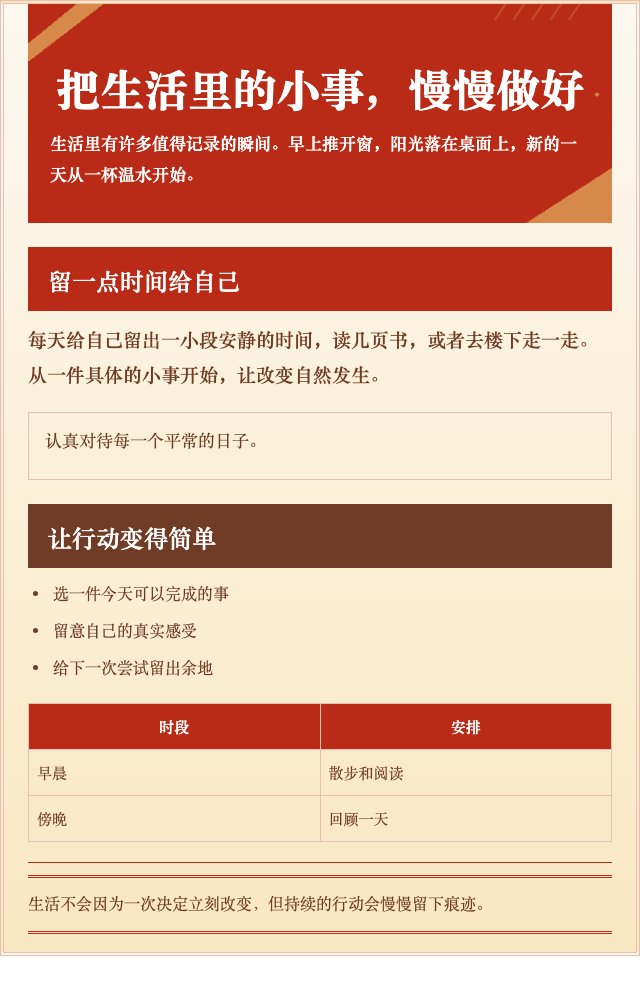 把生活里的小事，慢慢做好
生活里有许多值得记录的瞬间。早上推开窗，阳光落在桌面上，新的一
天从一杯温水开始。
留一点时间给自己
每天给自己留出一小段安静的时间，读几页书，或者去楼下走一走。
从一件具体的小事开始，让改变自然发生。
认真对待每一个平常的日子。
让行动变得简单
• 选一件今天可以完成的事
• 留意自己的真实感受
• 给下一次尝试留出余地
时段 安排
早晨 散步和阅读
傍晚 回顾一天
生活不会因为一次决定立刻改变，但持续的行动会慢慢留下痕迹。